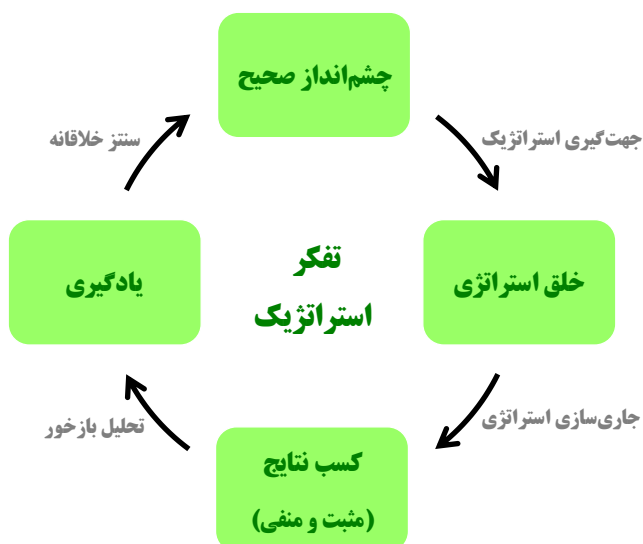 چشم‌انداز صحیح
جهت‌گیری استراتژیک
سنتز خلاقانه
خلق استراتژی
تفکر
استراتژیک
یادگیری
جاری‌سازی استراتژی
تحلیل بازخور
کسب نتایج
(مثبت و منفی)